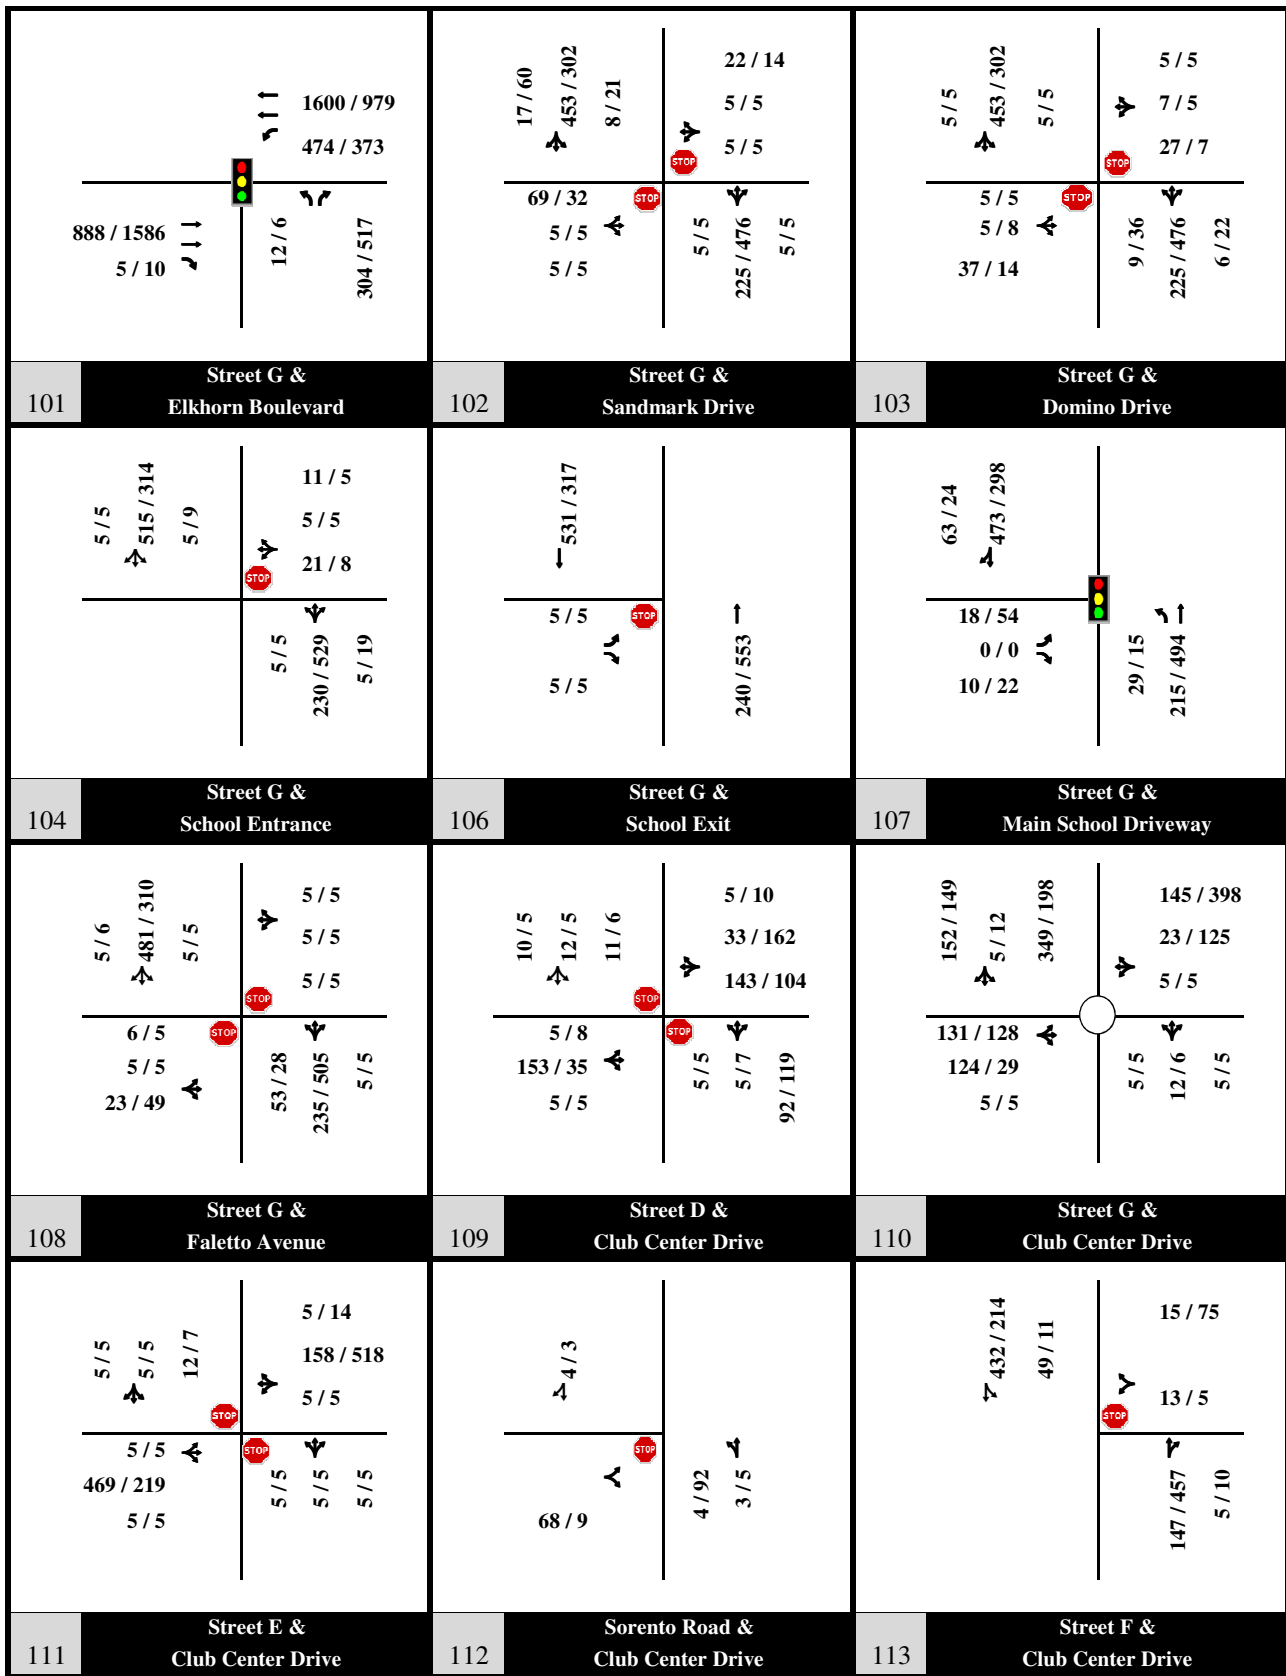 1600 / 979
474 / 373
888 / 1586
5 / 10
12 / 6
304 / 517
101
Street G &
Elkhorn Boulevard
17 / 60
453 / 302
8 / 21
22 / 14
5 / 5
5 / 5
STOP
STOP
69 / 32
5 / 5
5 / 5
5 / 5
225 / 476
5 / 5
102
Street G &
Sandmark Drive
5 / 5
453 / 302
5 / 5
5 / 5
7 / 5
27 / 7
STOP
STOP
5 / 5
5 / 8
37 / 14
9 / 36
225 / 476
6 / 22
103
Street G &
Domino Drive
5 / 5
515 / 314
5 / 9
11 / 5
5 / 5
21 / 8
STOP
5 / 5
230 / 529
5 / 19
104
Street G &
School Entrance
531 / 317
5 / 5
STOP
5 / 5
240 / 553
106
Street G &
School Exit
63 / 24
473 / 298
18 / 54
0 / 0
10 / 22
29 / 15
215 / 494
107
Street G &
Main School Driveway
5 / 6
481 / 310
5 / 5
5 / 5
5 / 5
5 / 5
STOP
STOP
6 / 5
5 / 5
23 / 49
53 / 28
235 / 505
5 / 5
108
Street G &
Faletto Avenue
10 / 5
12 / 5
11 / 6
5 / 10
33 / 162
143 / 104
STOP
STOP
5 / 8
153 / 35
5 / 5
5 / 5
5 / 7
92 / 119
109
Street D &
Club Center Drive
152 / 149
5 / 12
349 / 198
145 / 398
23 / 125
5 / 5
131 / 128
124 / 29
5 / 5
5 / 5
12 / 6
5 / 5
110
Street G &
Club Center Drive
5 / 5
5 / 5
12 / 7
5 / 14
158 / 518
5 / 5
STOP
STOP
5 / 5
469 / 219
5 / 5
5 / 5
5 / 5
5 / 5
111
Street E &
Club Center Drive
4 / 3
STOP
68 / 9
4 / 92
3 / 5
112
Sorento Road &
Club Center Drive
432 / 214
49 / 11
15 / 75
13 / 5
STOP
147 / 457
5 / 10
113
Street F &
Club Center Drive